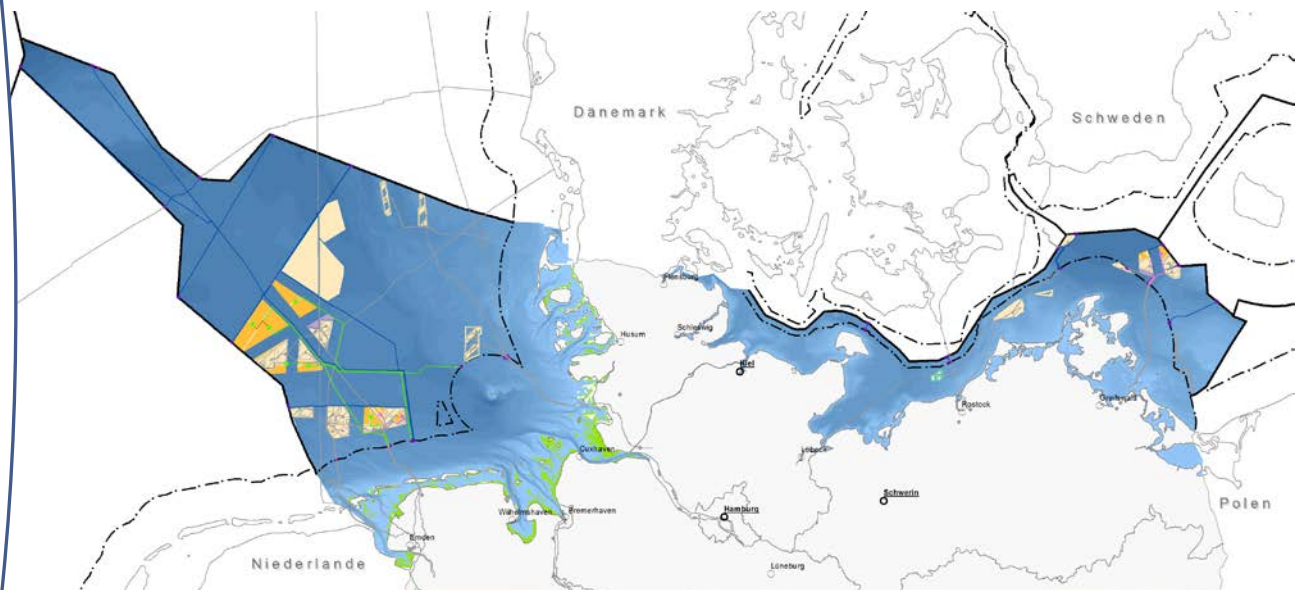 Dänemark
Schweden
Flensburg
Husum
Schleswig
Kiel
Rostock
Greifswald
Cuxhaven
Lübeck
Schwerin
Wilhelmshaven
Bremerhaven
Hamburg
Polen
Emden
Niederlande
Lüneburg